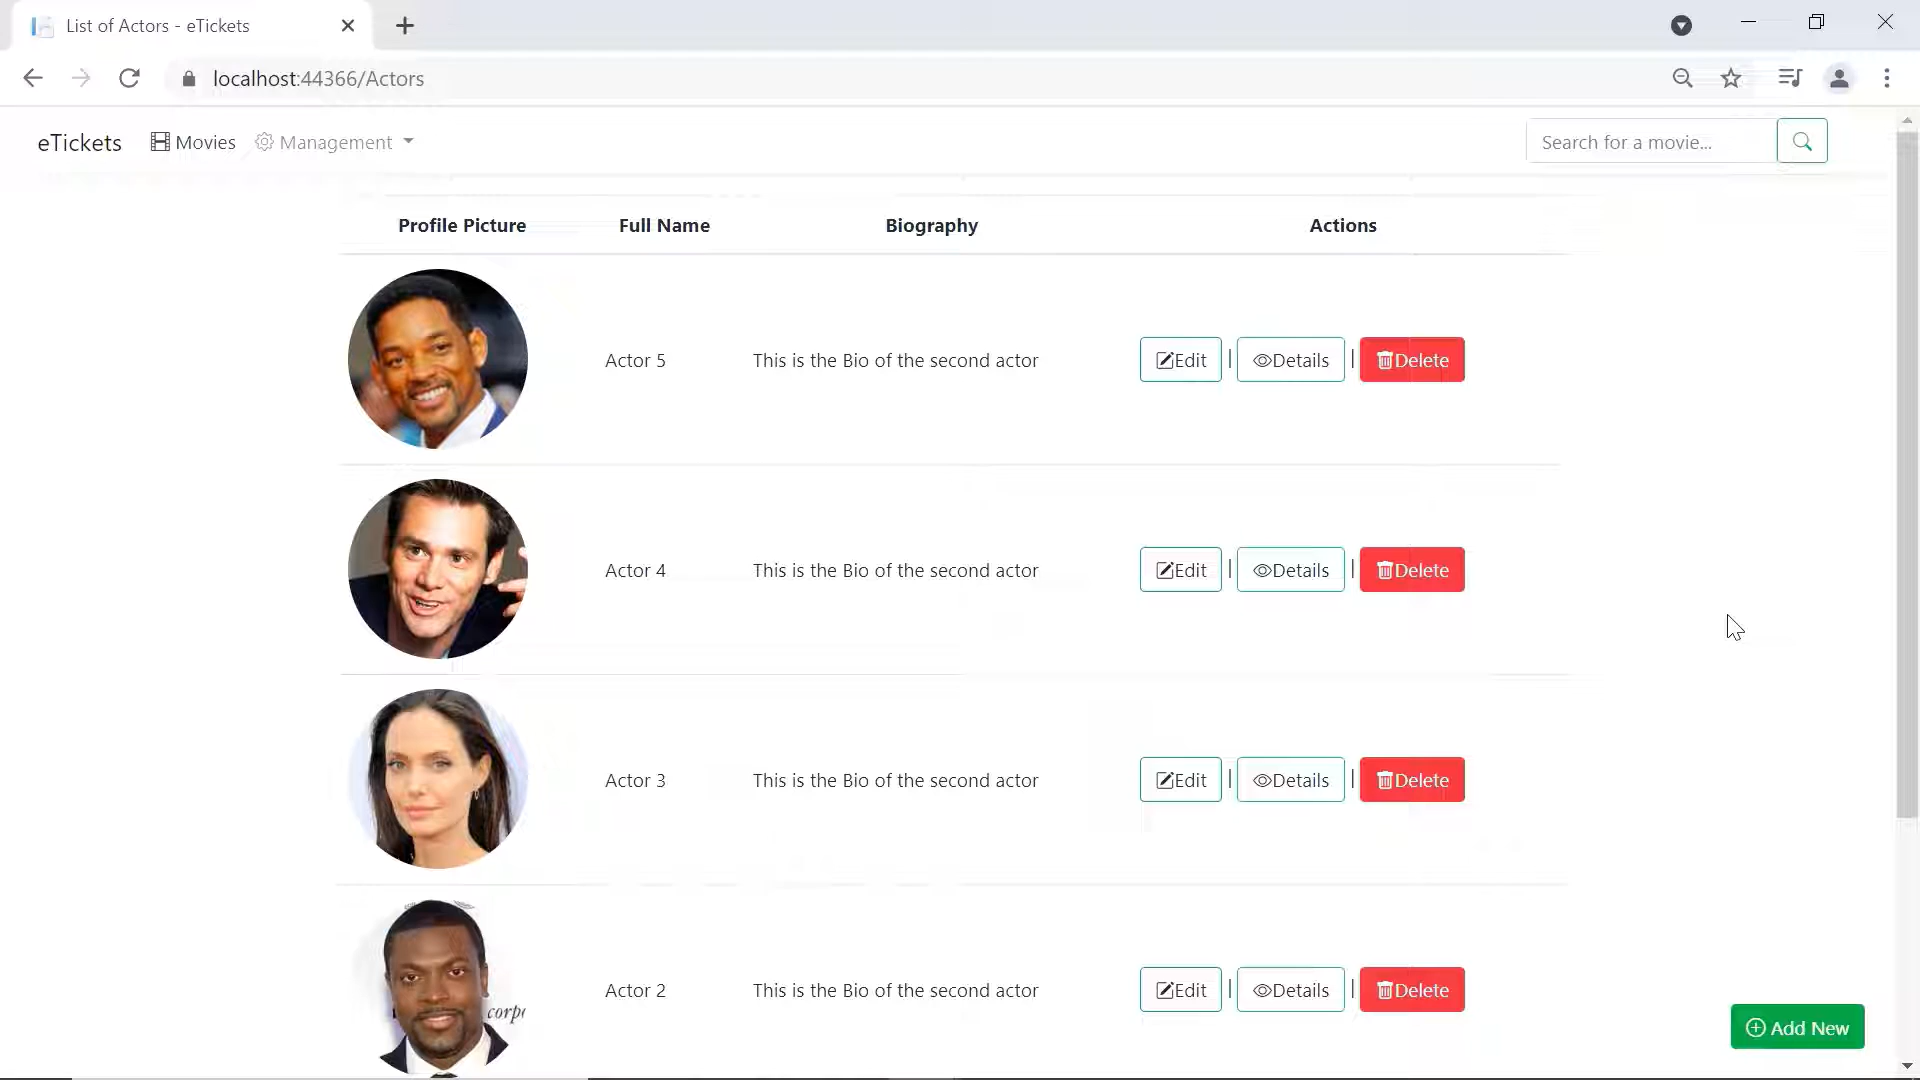 List of Actors - eTickets
localhost:44366/Actors
eTickets Movies Management Search for a movie...
Profile Picture Full Name Biography Actions
Actor 5 This is the Bio of the second actor Edit | Details | Delete
Actor 4 This is the Bio of the second actor Edit | Details | Delete
Actor 3 This is the Bio of the second actor Edit | Details | Delete
corp
Actor 2 This is the Bio of the second actor Edit | Details | Delete
Add New